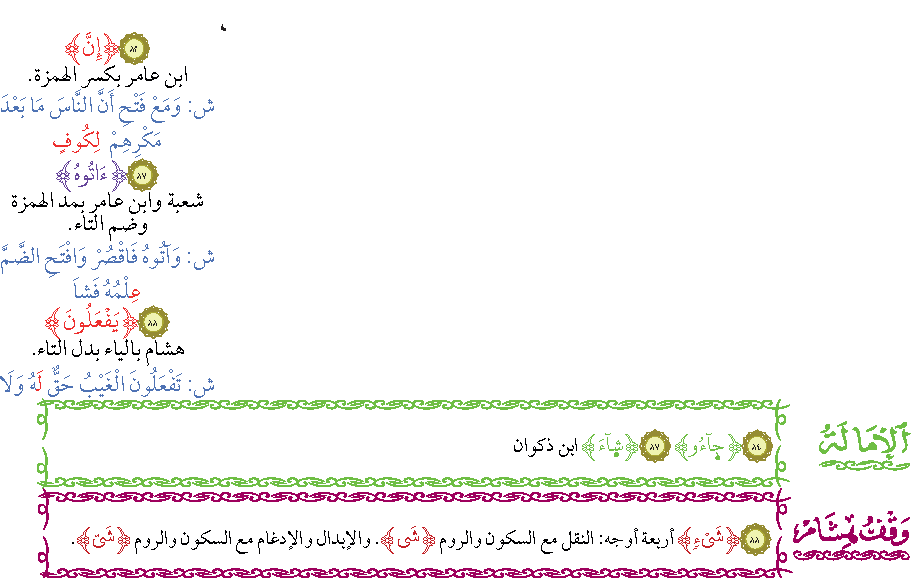 ٨٢ ﴿إِنَّ﴾
ابن عامر بكسر الهمزة.
ش: وَمَعْ فَتْحِ أَنَّ النَّاسَ مَا بَعْدَ
مَكْرِهِمْ لِكُوفٍ
٨٧ ﴿ءَاتُوهُ﴾
شعبة وابن عامر بمد الهمزة
وضم التاء.
ش: وَآتُوهُ فَاقْصُرْ وَافْتَحِ الضَّمَّ
عِلْمُهُ فَشَا
٨٨ ﴿يَفْعَلُونَ﴾
هشام بالياء بدل التاء.
ش: تَفْعَلُونَ الْغَيْبُ حَقٌّ لَهُ وَلَا
الإمالة
٨٤ ﴿جَآءُو﴾ ٨٧ ﴿شَآءَ﴾ ابن ذكوان
وقف هشام
٨٨ ﴿شَىْءٍ﴾ أربعة أوجه: النقل مع السكون والروم ﴿شَى﴾. والإبدال والإدغام مع السكون والروم ﴿شَىّ﴾.